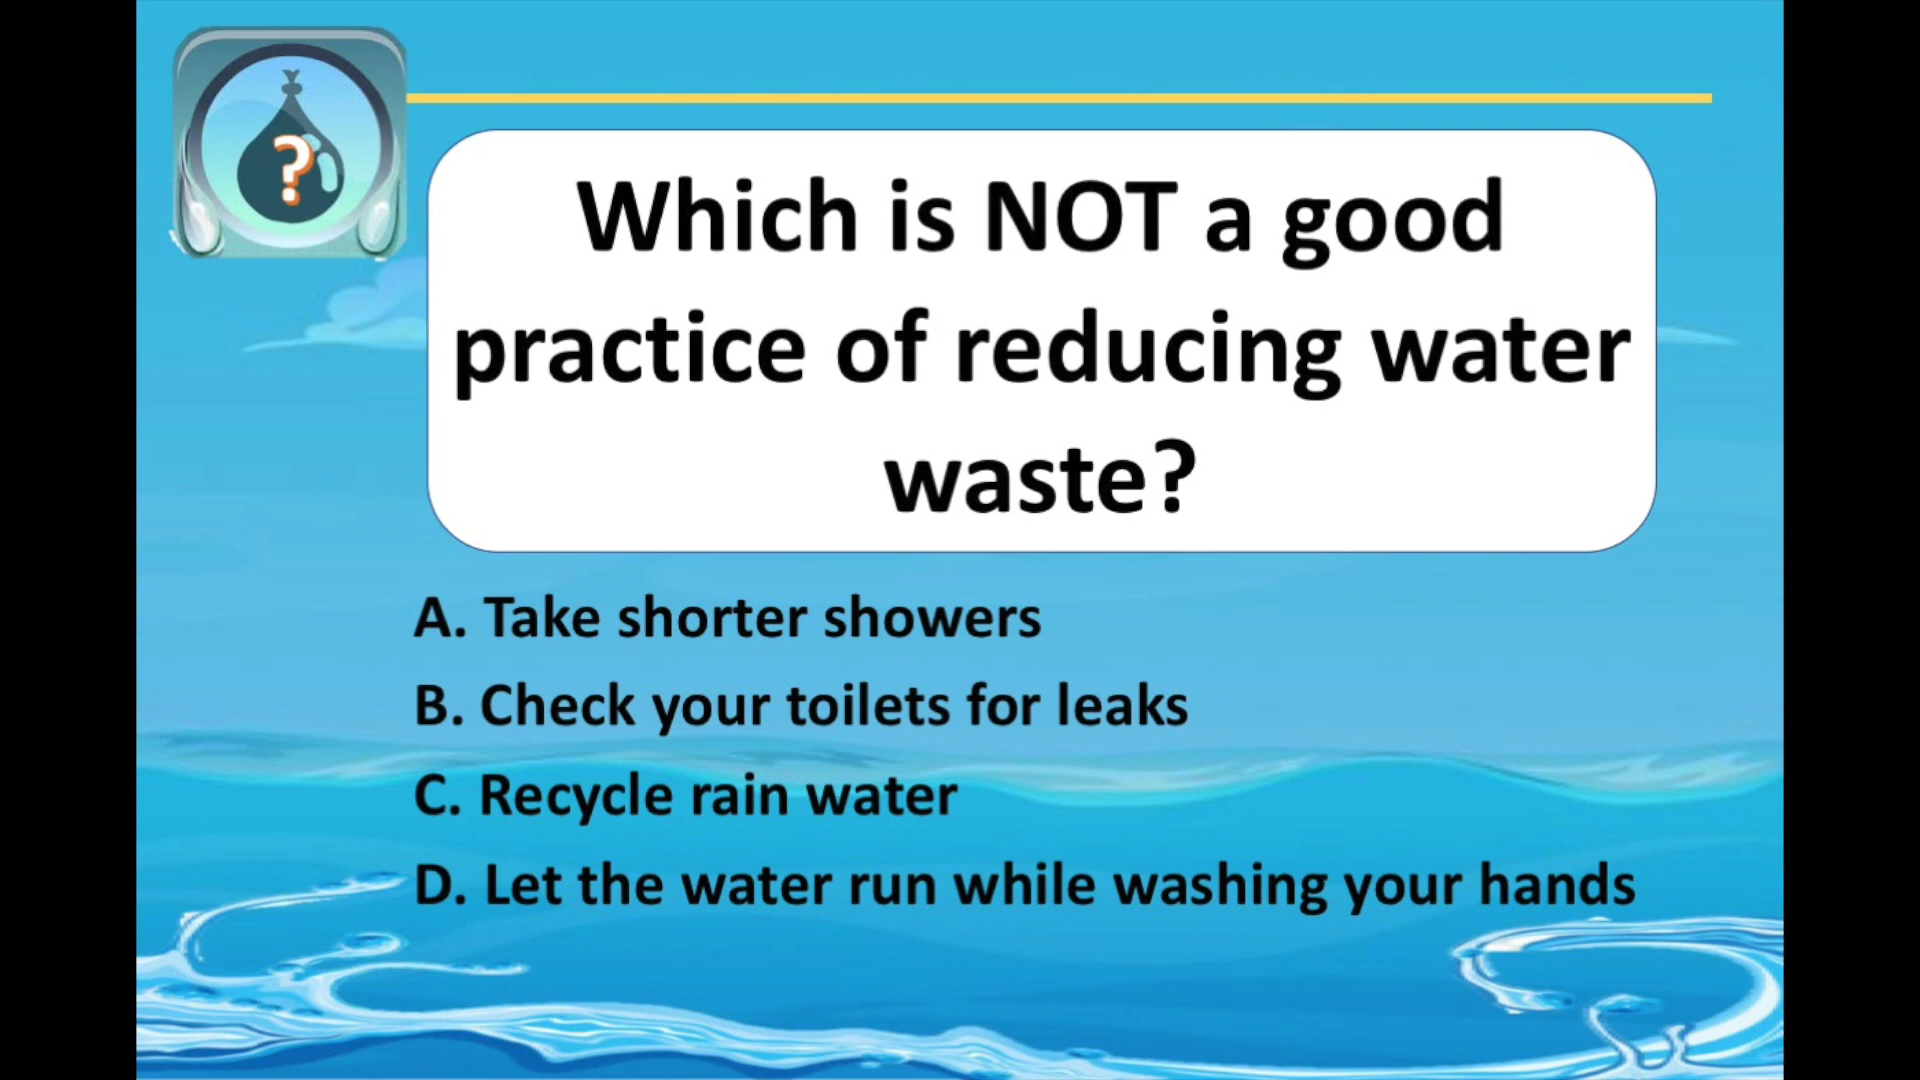 ?
Which is NOT a good
practice of reducing water
waste?
A. Take shorter showers
B. Check your toilets for leaks
C. Recycle rain water
D. Let the water run while washing your hands